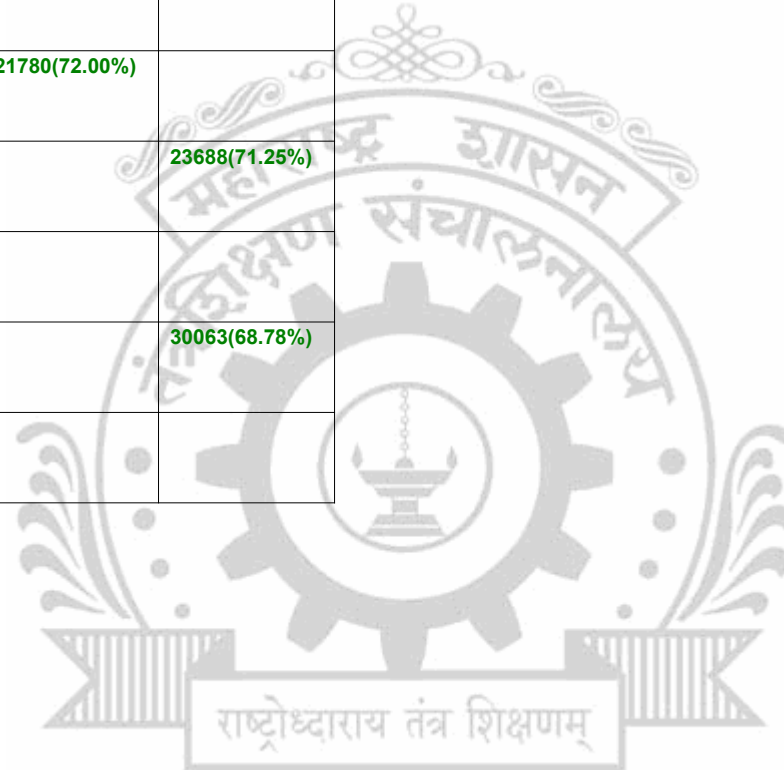 21780(72.00%)
महाराष्ट्र शासन
23688(71.25%)
तंत्रशिक्षण संचालनालय
30063(68.78%)
राष्ट्रोध्दाराय तंत्र शिक्षणम्